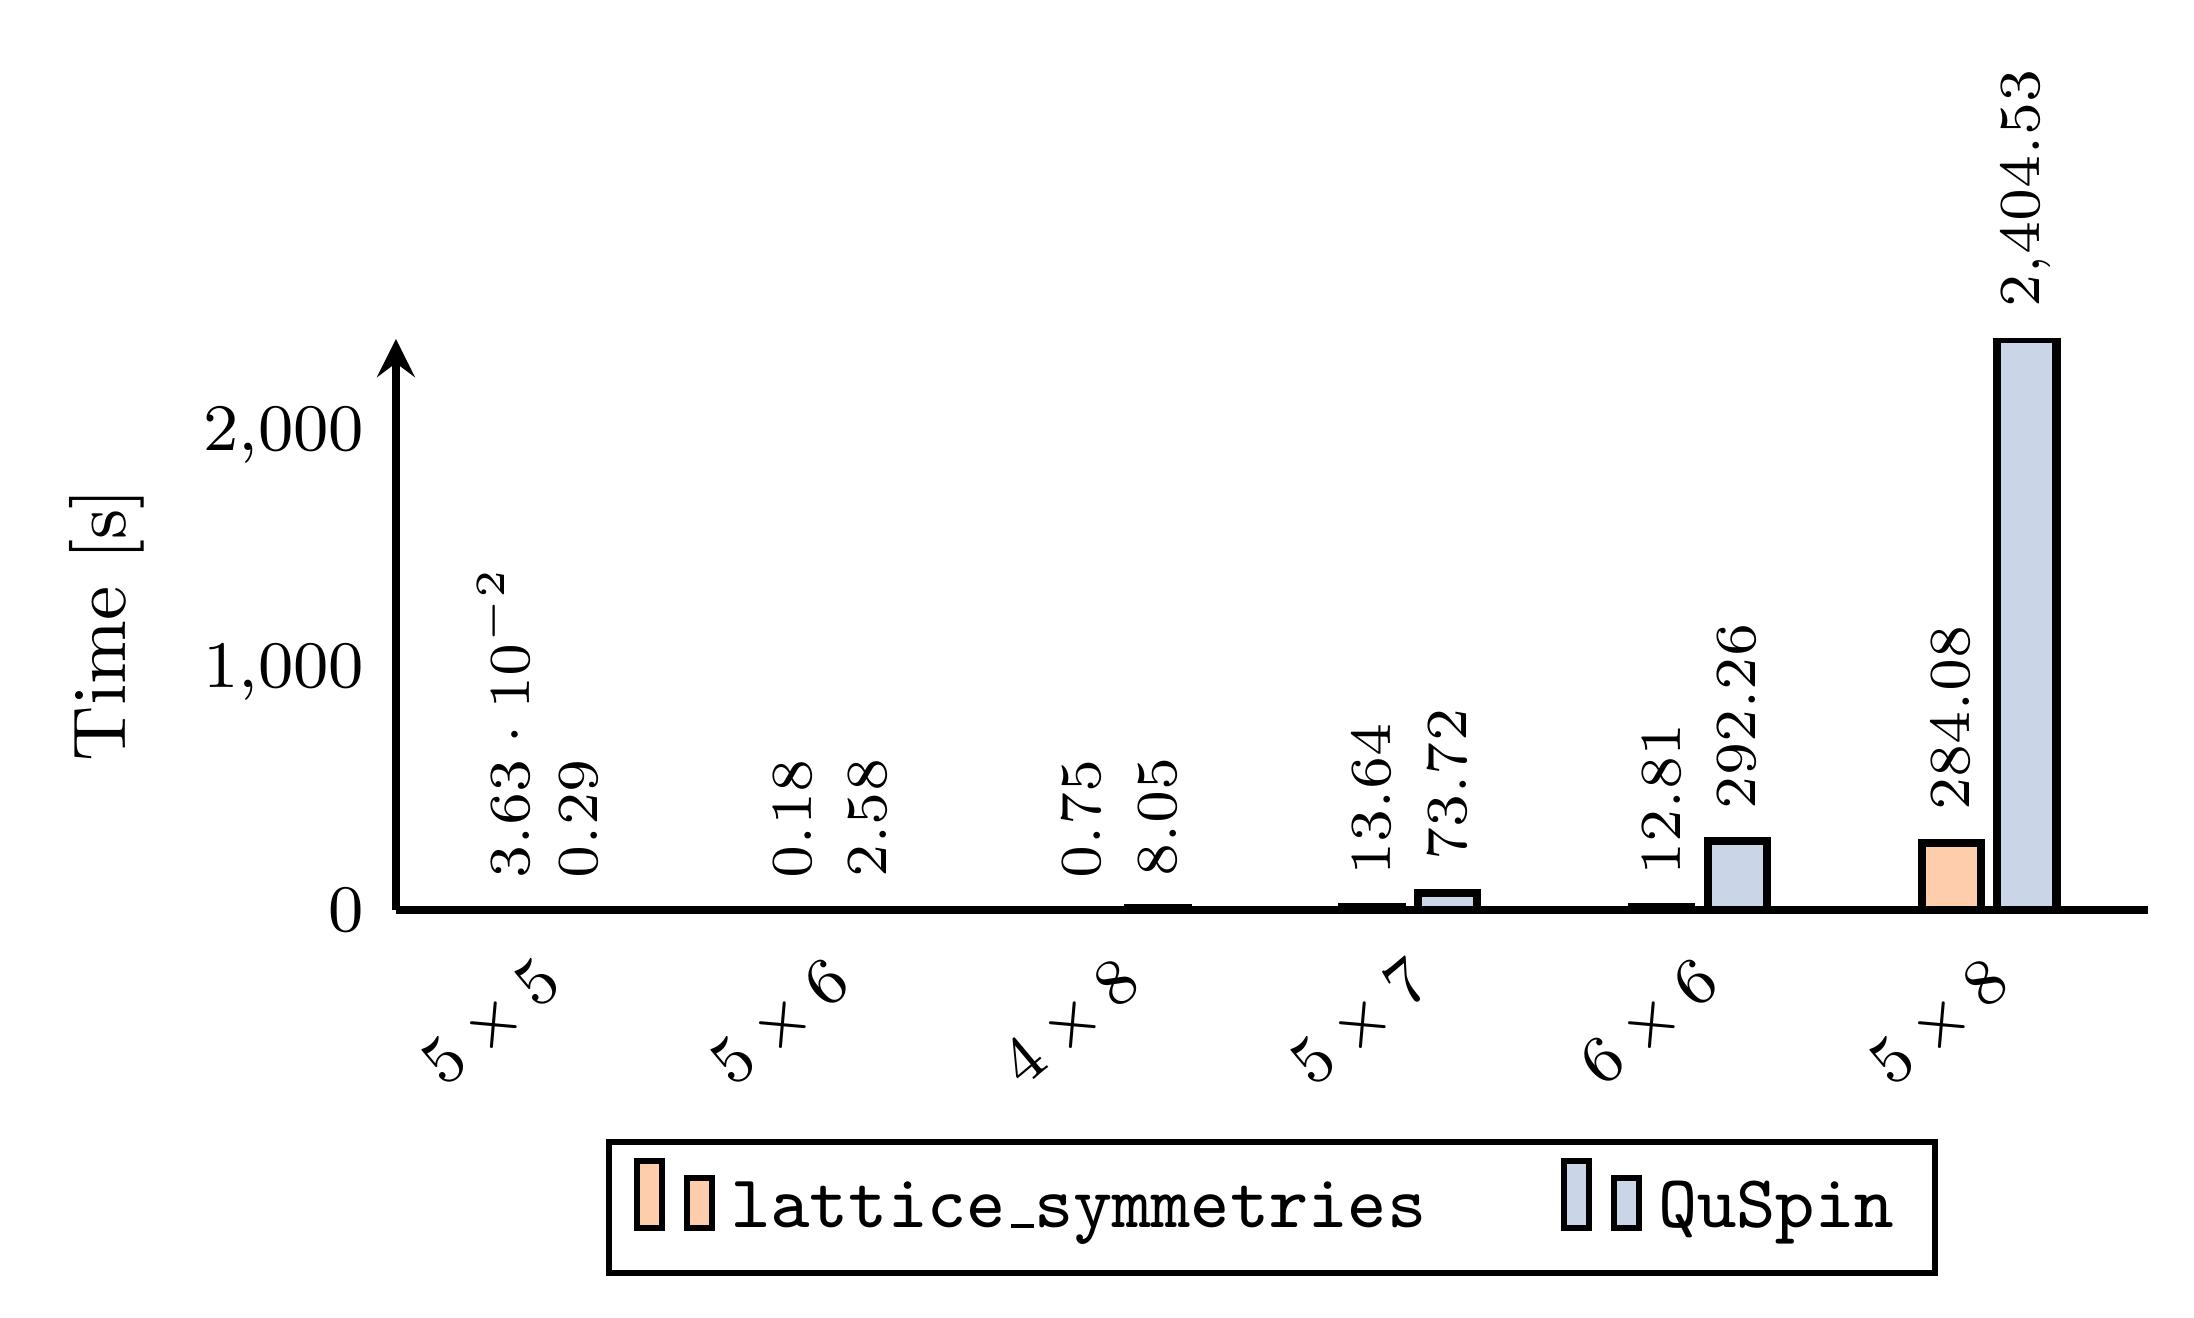 2,404.53
2,000
Time [s]
1,000
0
3.63 · 10⁻²
0.29
0.18
2.58
0.75
8.05
13.64
73.72
12.81
292.26
284.08
5 × 5
5 × 6
4 × 8
5 × 7
6 × 6
5 × 8
lattice_symmetries
QuSpin